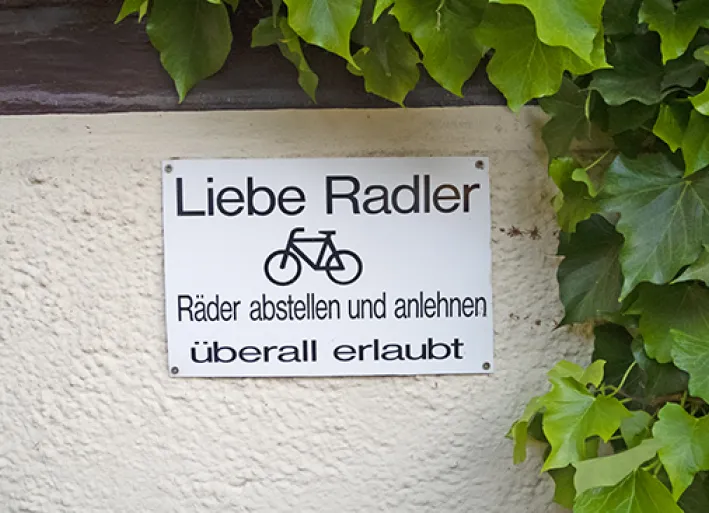 Liebe Radler
Räder abstellen und anlehnen
überall erlaubt